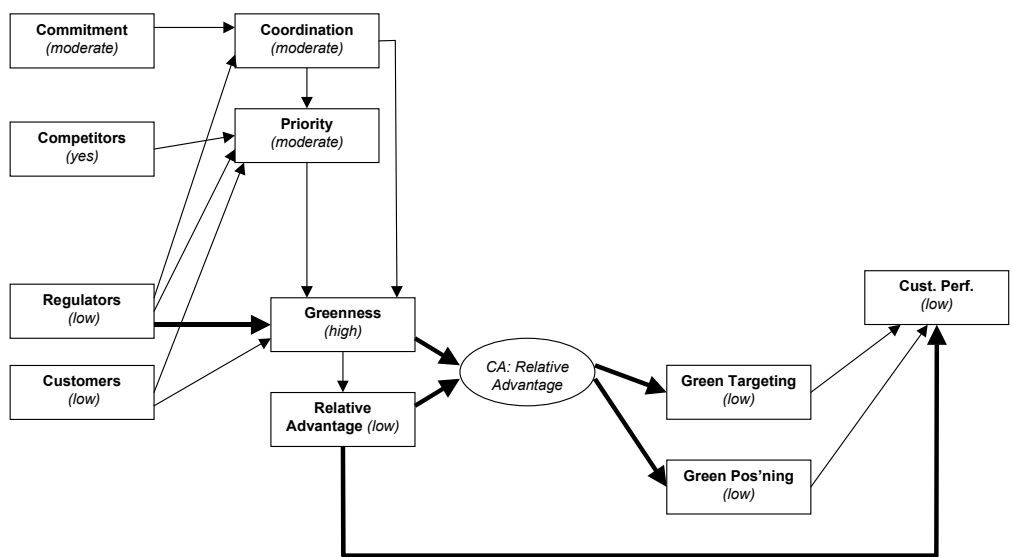 Commitment
(moderate)
Coordination
(moderate)
Competitors
(yes)
Priority
(moderate)
Regulators
(low)
Greenness
(high)
Cust. Perf.
(low)
Customers
(low)
Relative
Advantage (low)
CA: Relative
Advantage
Green Targeting
(low)
Green Pos'ning
(low)